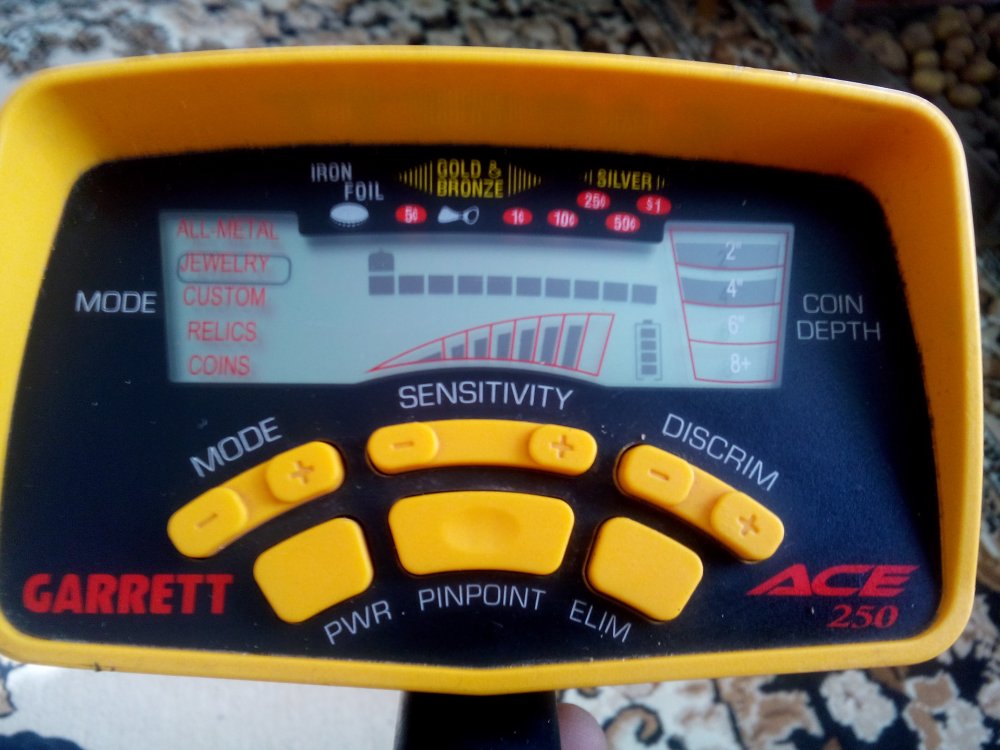 IRON
FOIL
GOLD &
BRONZE
SILVER
5¢
1¢
10¢
25¢
50¢
$1
MODE
ALL-METAL
JEWELRY
CUSTOM
RELICS
COINS
2"
4"
6"
8+
COIN
DEPTH
SENSITIVITY
MODE
- +
- +
DISCRIM
- +
PWR
PINPOINT
ELIM
GARRETT
ACE
250